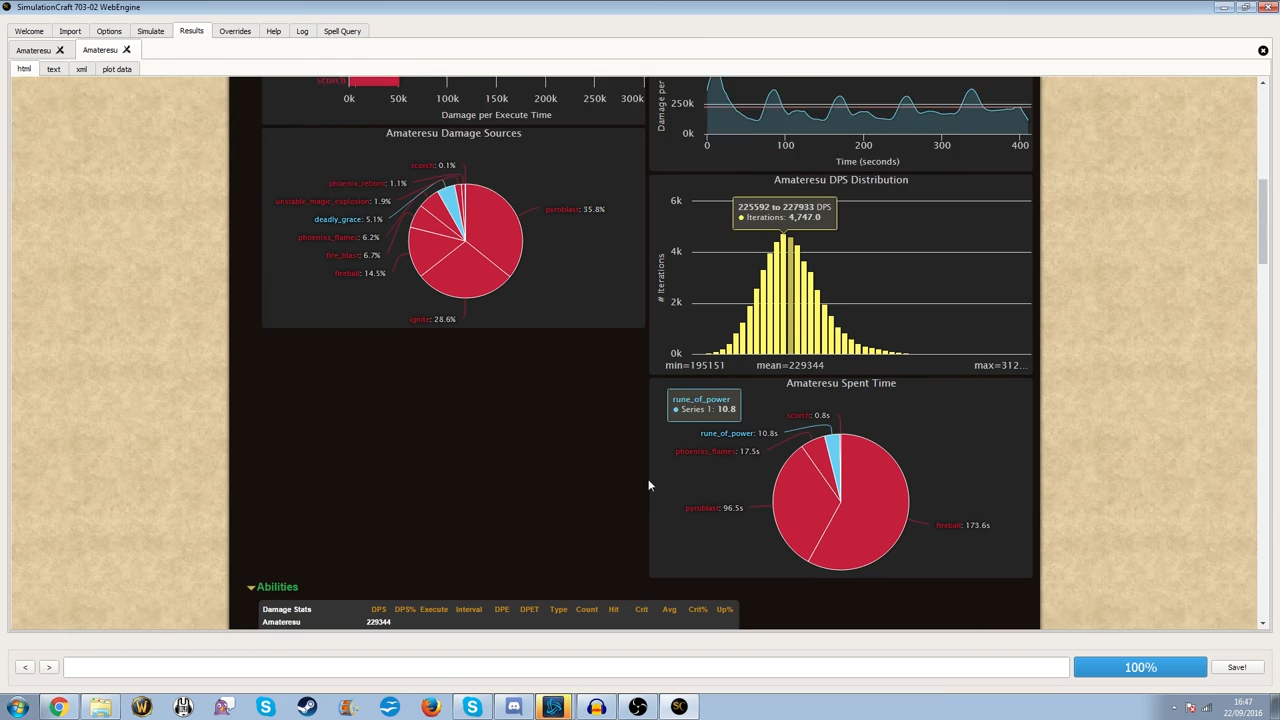 SimulationCraft 703-02 WebEngine
Welcome Import Options Simulate Results Overrides Help Log Spell Query
Amateresu Amateresu
html text xml plot data
scorch
0k 50k 100k 150k 200k 250k 300k
Damage per Execute Time
Damage per
250k
0k
0 100 200 300 400
Time (seconds)
Amateresu Damage Sources
scorch: 0.1%
phoenix_reborn: 1.1%
unstable_magic_explosion: 1.9%
deadly_grace: 5.1%
phoenixs_flames: 6.2%
fire_blast: 6.7%
fireball: 14.5%
pyroblast: 35.8%
ignite: 28.6%
Amateresu DPS Distribution
225592 to 227933 DPS
Iterations: 4,747.0
# Iterations
6k
4k
2k
0k
min=195151 mean=229344 max=312...
Amateresu Spent Time
rune_of_power
Series 1: 10.8
scorch: 0.8s
rune_of_power: 10.8s
phoenixs_flames: 17.5s
pyroblast: 96.5s
fireball: 173.6s
Abilities
Damage Stats DPS DPS% Execute Interval DPE DPET Type Count Hit Crit Avg Crit% Up%
Amateresu 229344
< > 100% Save!
16:47
22/09/2016